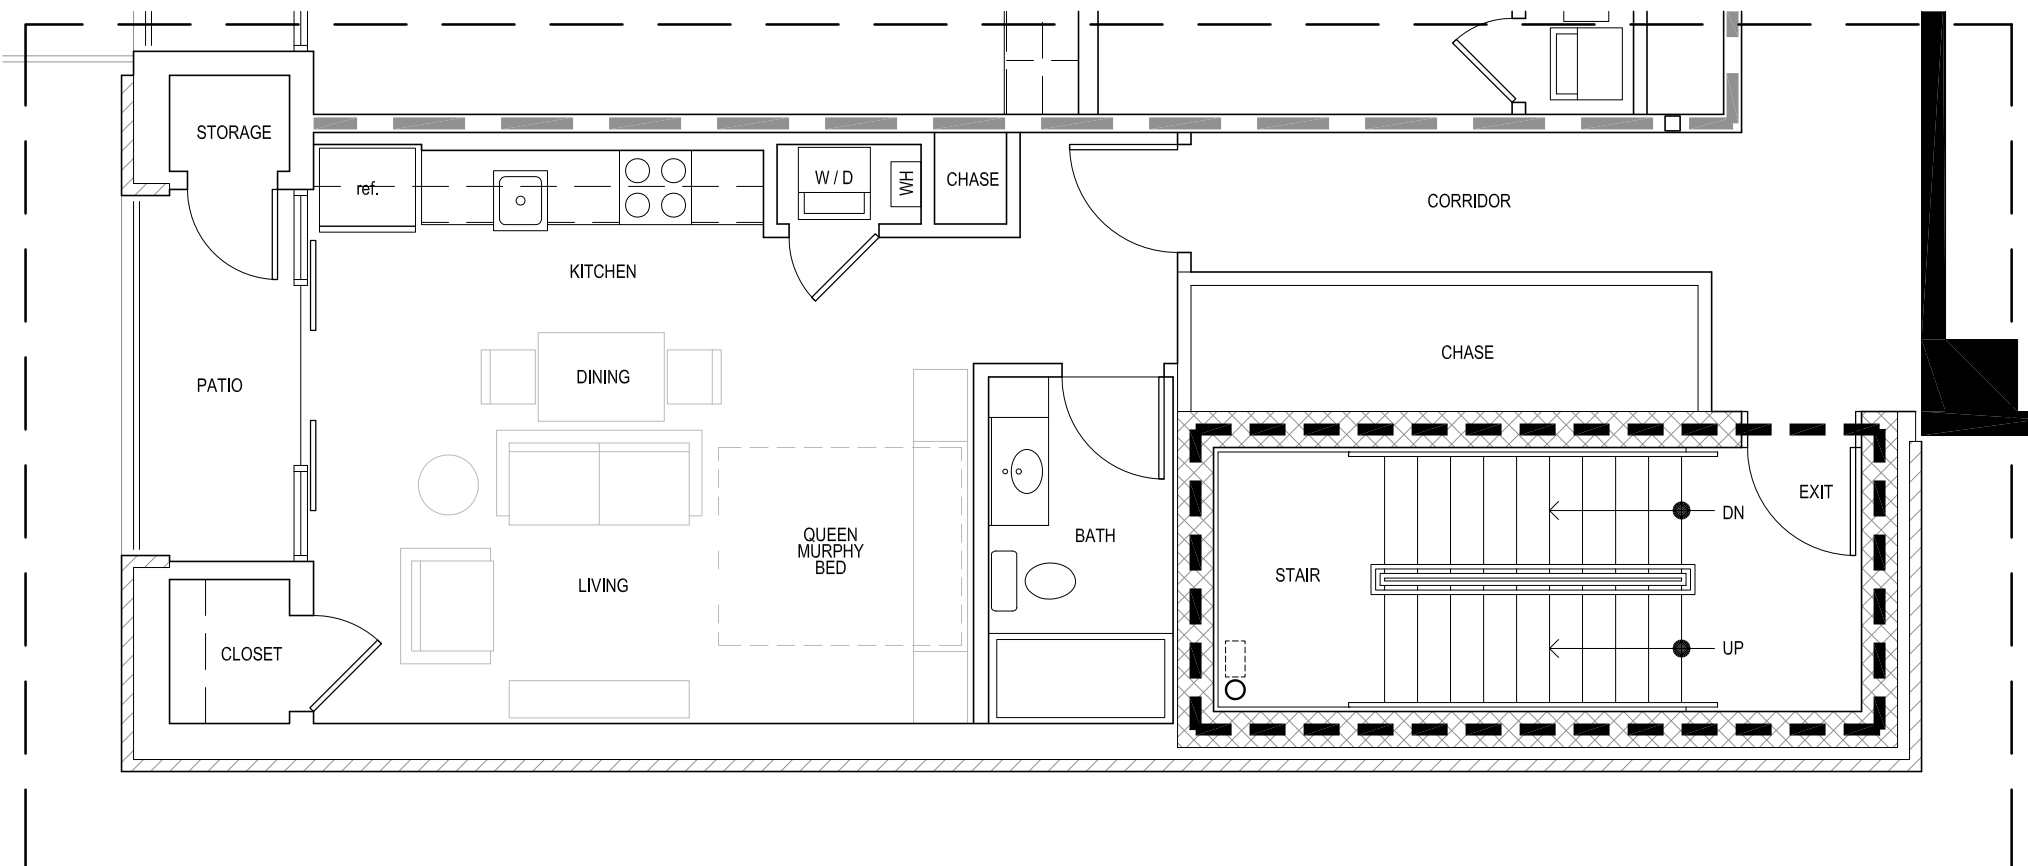 STORAGE
ref.
W / D
WH
CHASE
CORRIDOR
KITCHEN
CHASE
PATIO
DINING
EXIT
DN
QUEEN
MURPHY
BED
BATH
STAIR
LIVING
CLOSET
UP